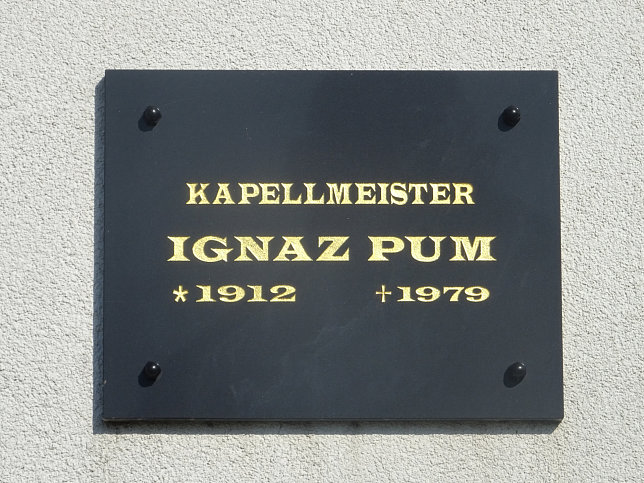 KAPELLMEISTER
IGNAZ PUM
*1912 †1979